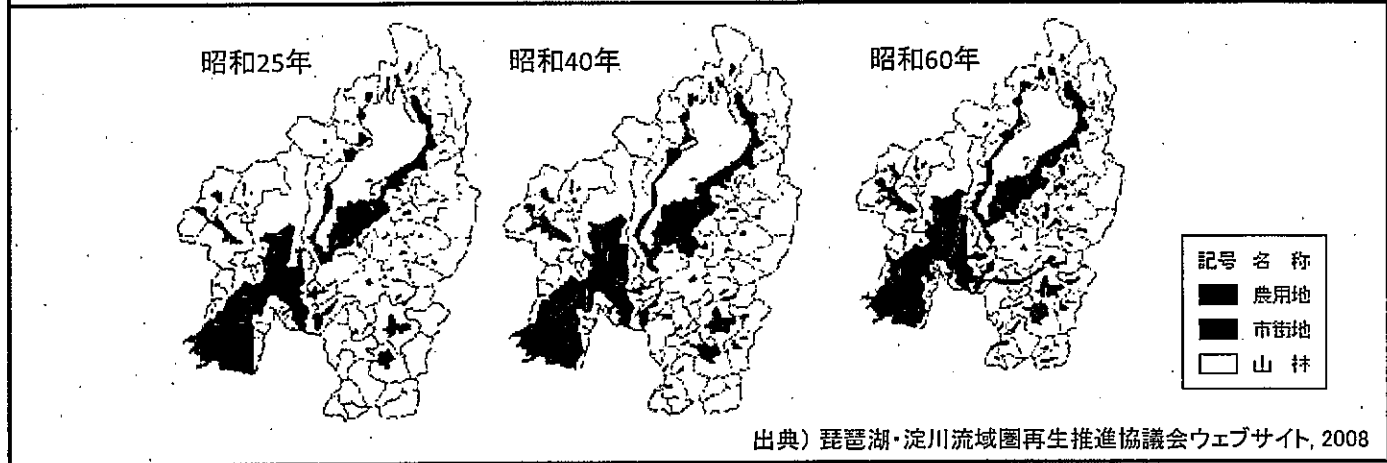 昭和25年
昭和40年
昭和60年
記号 名 称
農用地
市街地
山 林
出典）琵琶湖・淀川流域圏再生推進協議会ウェブサイト, 2008